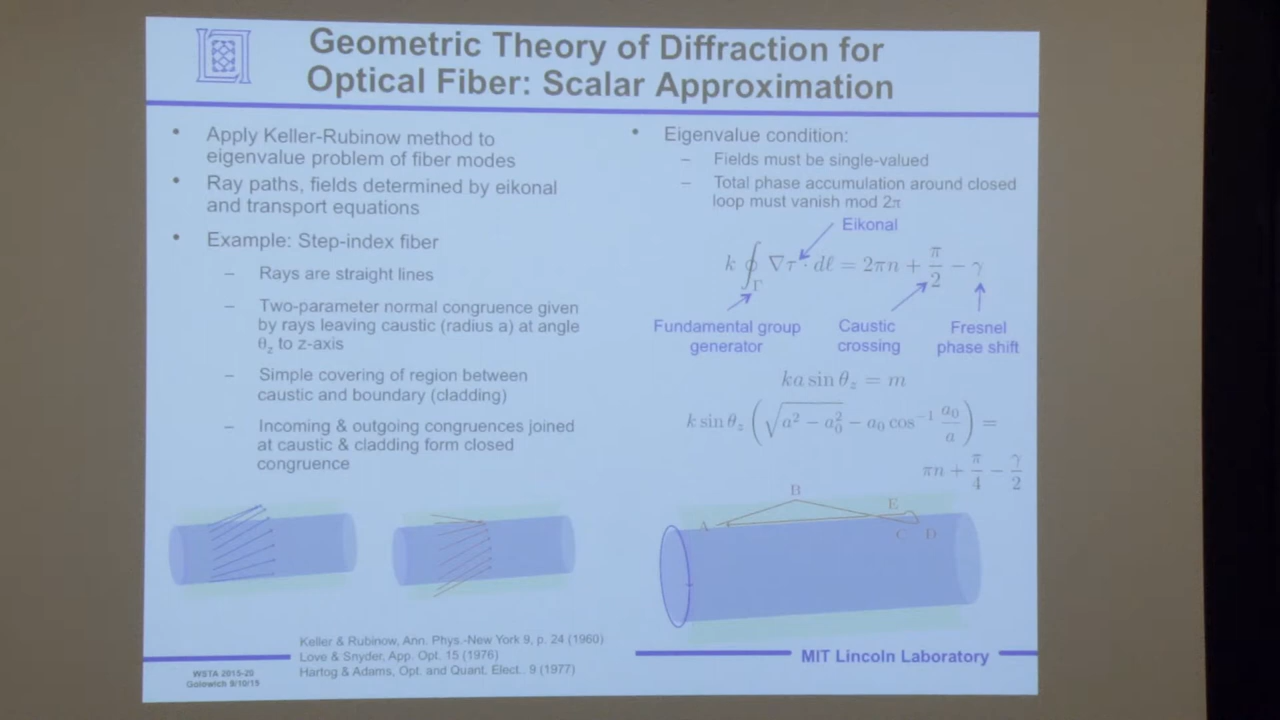 Geometric Theory of Diffraction for
Optical Fiber: Scalar Approximation
• Apply Keller-Rubinow method to
eigenvalue problem of fiber modes
• Ray paths, fields determined by eikonal
and transport equations
• Example: Step-index fiber
– Rays are straight lines
– Two-parameter normal congruence given
by rays leaving caustic (radius a) at angle
θz to z-axis
– Simple covering of region between
caustic and boundary (cladding)
– Incoming & outgoing congruences joined
at caustic & cladding form closed
congruence
• Eigenvalue condition:
– Fields must be single-valued
– Total phase accumulation around closed
loop must vanish mod 2π
Eikonal
k ∮Γ ∇τ · dℓ = 2πn + π/2 − γ
Fundamental group
generator
Caustic
crossing
Fresnel
phase shift
ka sin θz = m
k sin θz (√(a² − a₀²) − a₀ cos⁻¹ a₀/a) =
πn + π/4 − γ/2
B
E
A
C D
Keller & Rubinow, Ann. Phys.-New York 9, p. 24 (1960)
Love & Snyder, App. Opt. 15 (1976)
Hartog & Adams, Opt. and Quant. Elect. 9 (1977)
WSTA 2015-20
Golowich 9/10/15
MIT Lincoln Laboratory